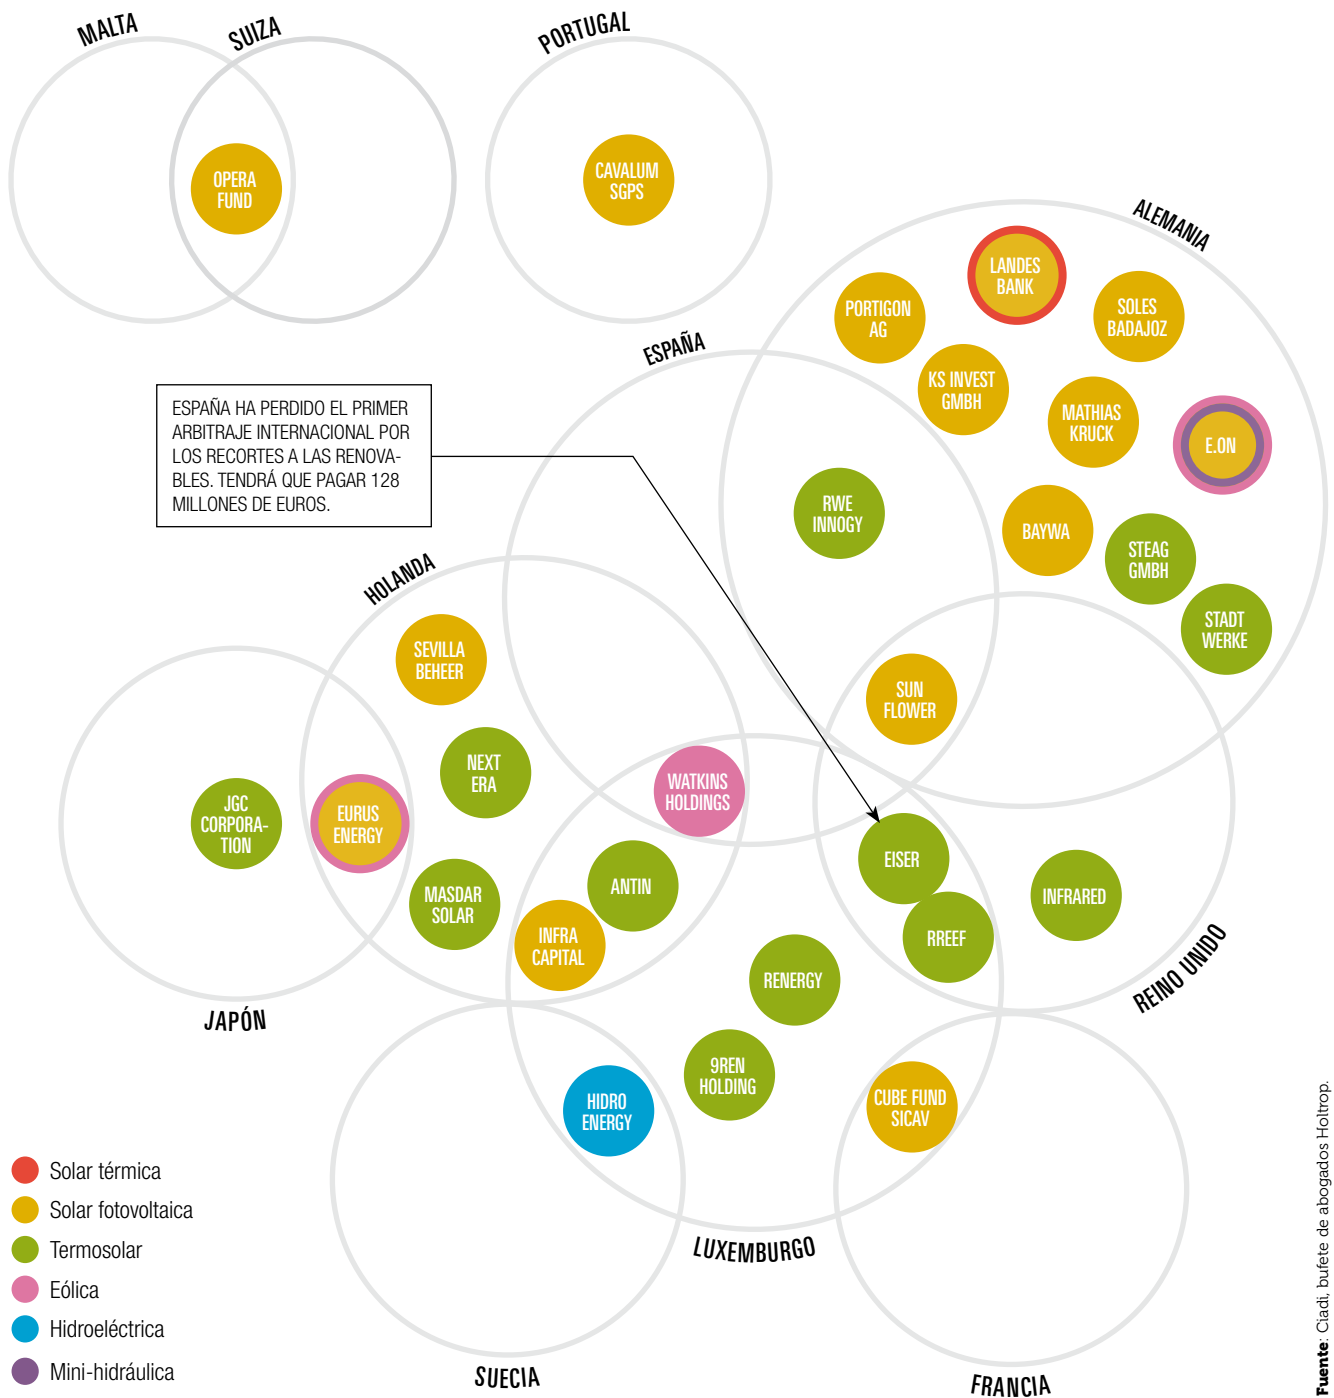 MALTA
SUIZA
PORTUGAL
OPERA
FUND
CAVALUM
SGPS
ALEMANIA
LANDES
BANK
PORTIGON
AG
SOLES
BADAJOZ
ESPAÑA
KS INVEST
GMBH
MATHIAS
KRUCK
E.ON
ESPAÑA HA PERDIDO EL PRIMER
ARBITRAJE INTERNACIONAL POR
LOS RECORTES A LAS RENOVA-
BLES. TENDRÁ QUE PAGAR 128
MILLONES DE EUROS.
RWE
INNOGY
BAYWA
STEAG
GMBH
STADT
WERKE
HOLANDA
SEVILLA
BEHEER
SUN
FLOWER
NEXT
ERA
WATKINS
HOLDINGS
JGC
CORPORA-
TION
EURUS
ENERGY
EISER
ANTIN
INFRARED
MASDAR
SOLAR
INFRA
CAPITAL
RREEF
RENERGY
REINO UNIDO
JAPÓN
9REN
HOLDING
HIDRO
ENERGY
CUBE FUND
SICAV
LUXEMBURGO
SUECIA
FRANCIA
Solar térmica
Solar fotovoltaica
Termosolar
Eólica
Hidroeléctrica
Mini-hidráulica
Fuente: Ciadi, bufete de abogados Holtrop.